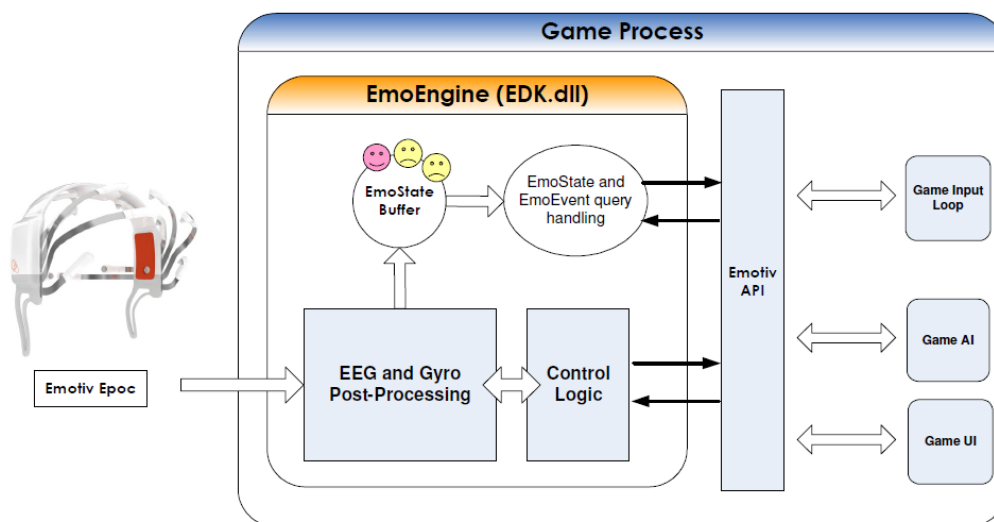 Game Process
EmoEngine (EDK.dll)
EmoState
Buffer
EmoState and
EmoEvent query
handling
Emotiv
API
Game Input
Loop
Game AI
Game UI
EEG and Gyro
Post-Processing
Control
Logic
Emotiv Epoc